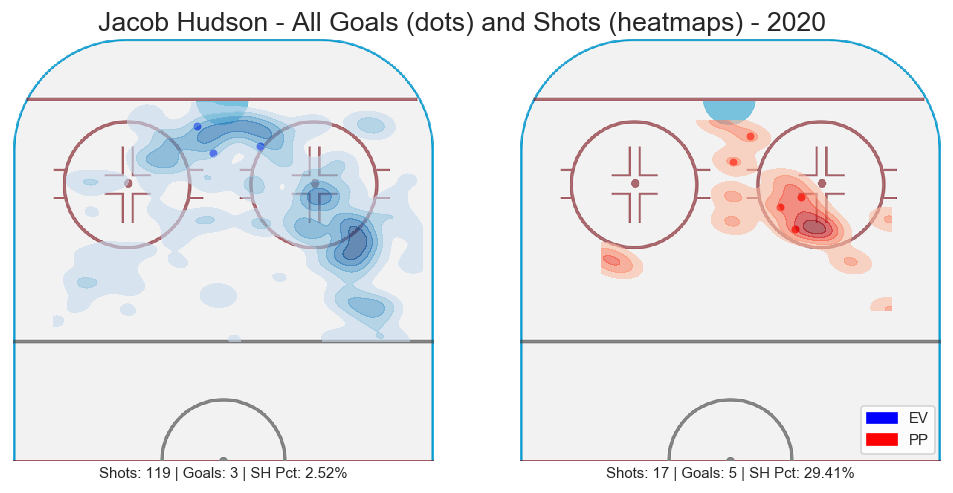 Jacob Hudson - All Goals (dots) and Shots (heatmaps) - 2020
EV
PP
Shots: 119 | Goals: 3 | SH Pct: 2.52%
Shots: 17 | Goals: 5 | SH Pct: 29.41%